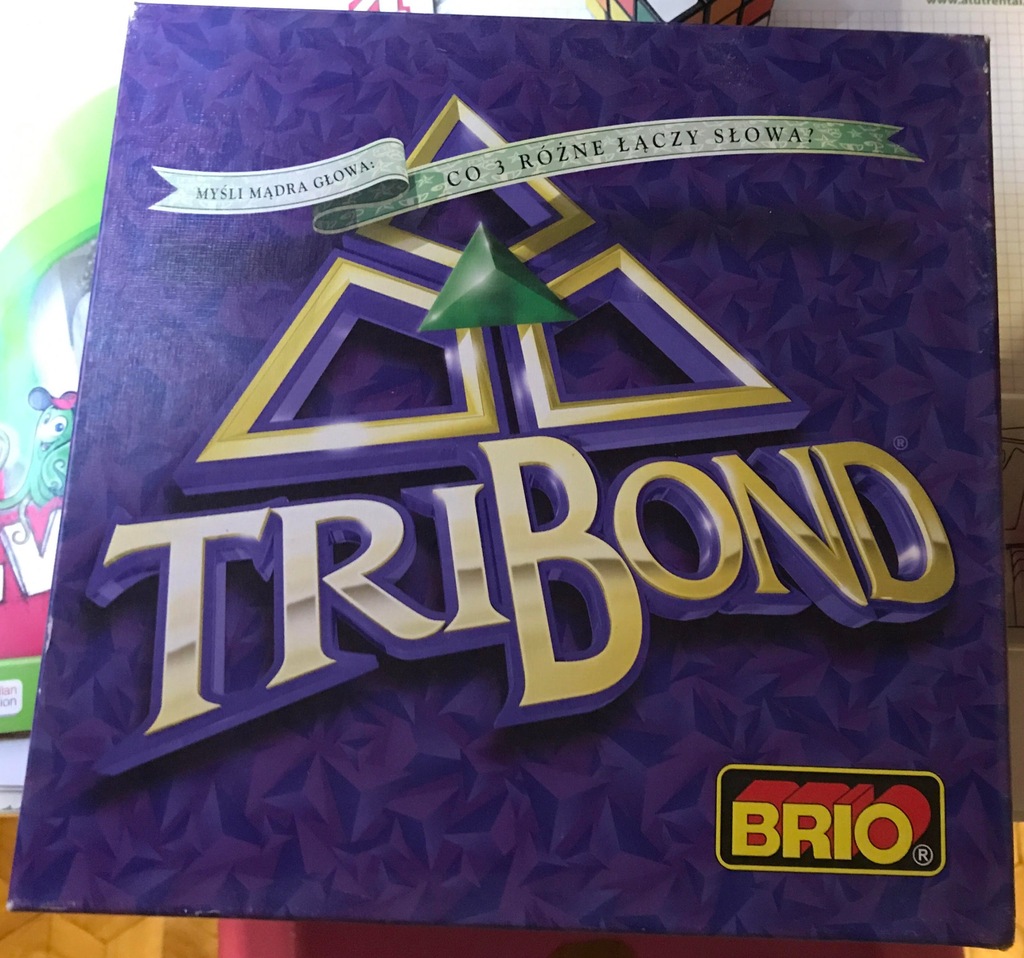 MYŚLI MĄDRA GŁOWA:
CO 3 RÓŻNE ŁĄCZY SŁOWA?
TRIBOND
®
BRIO®